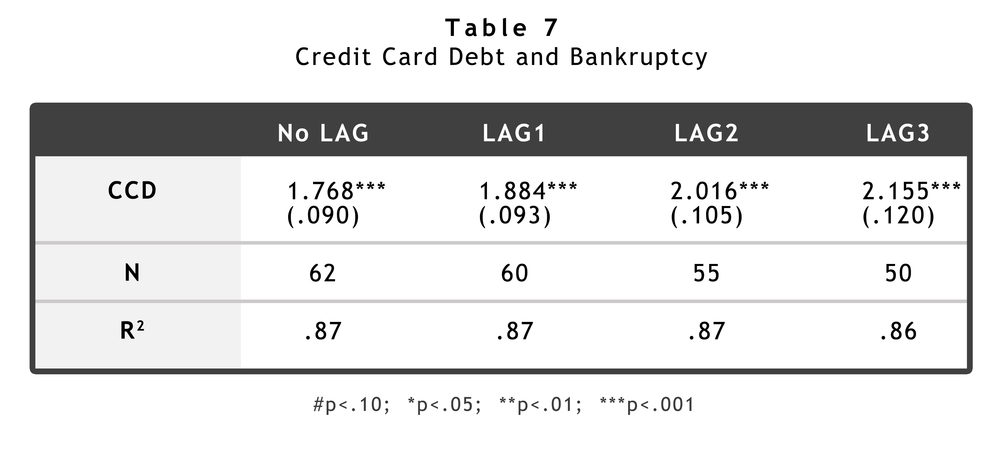 Table 7
Credit Card Debt and Bankruptcy
No LAG LAG1 LAG2 LAG3
CCD 1.768*** 1.884*** 2.016*** 2.155***
(.090) (.093) (.105) (.120)
N 62 60 55 50
R² .87 .87 .87 .86
#p<.10; *p<.05; **p<.01; ***p<.001